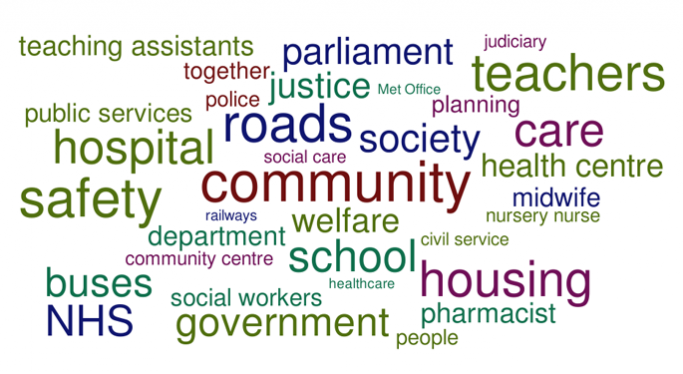 teaching assistants
parliament
judiciary
together
justice
Met Office
teachers
public services
police
roads
society
planning
care
hospital
social care
health centre
safety
community
midwife
railways
welfare
nursery nurse
department
school
civil service
community centre
buses
healthcare
housing
social workers
NHS
government
pharmacist
people